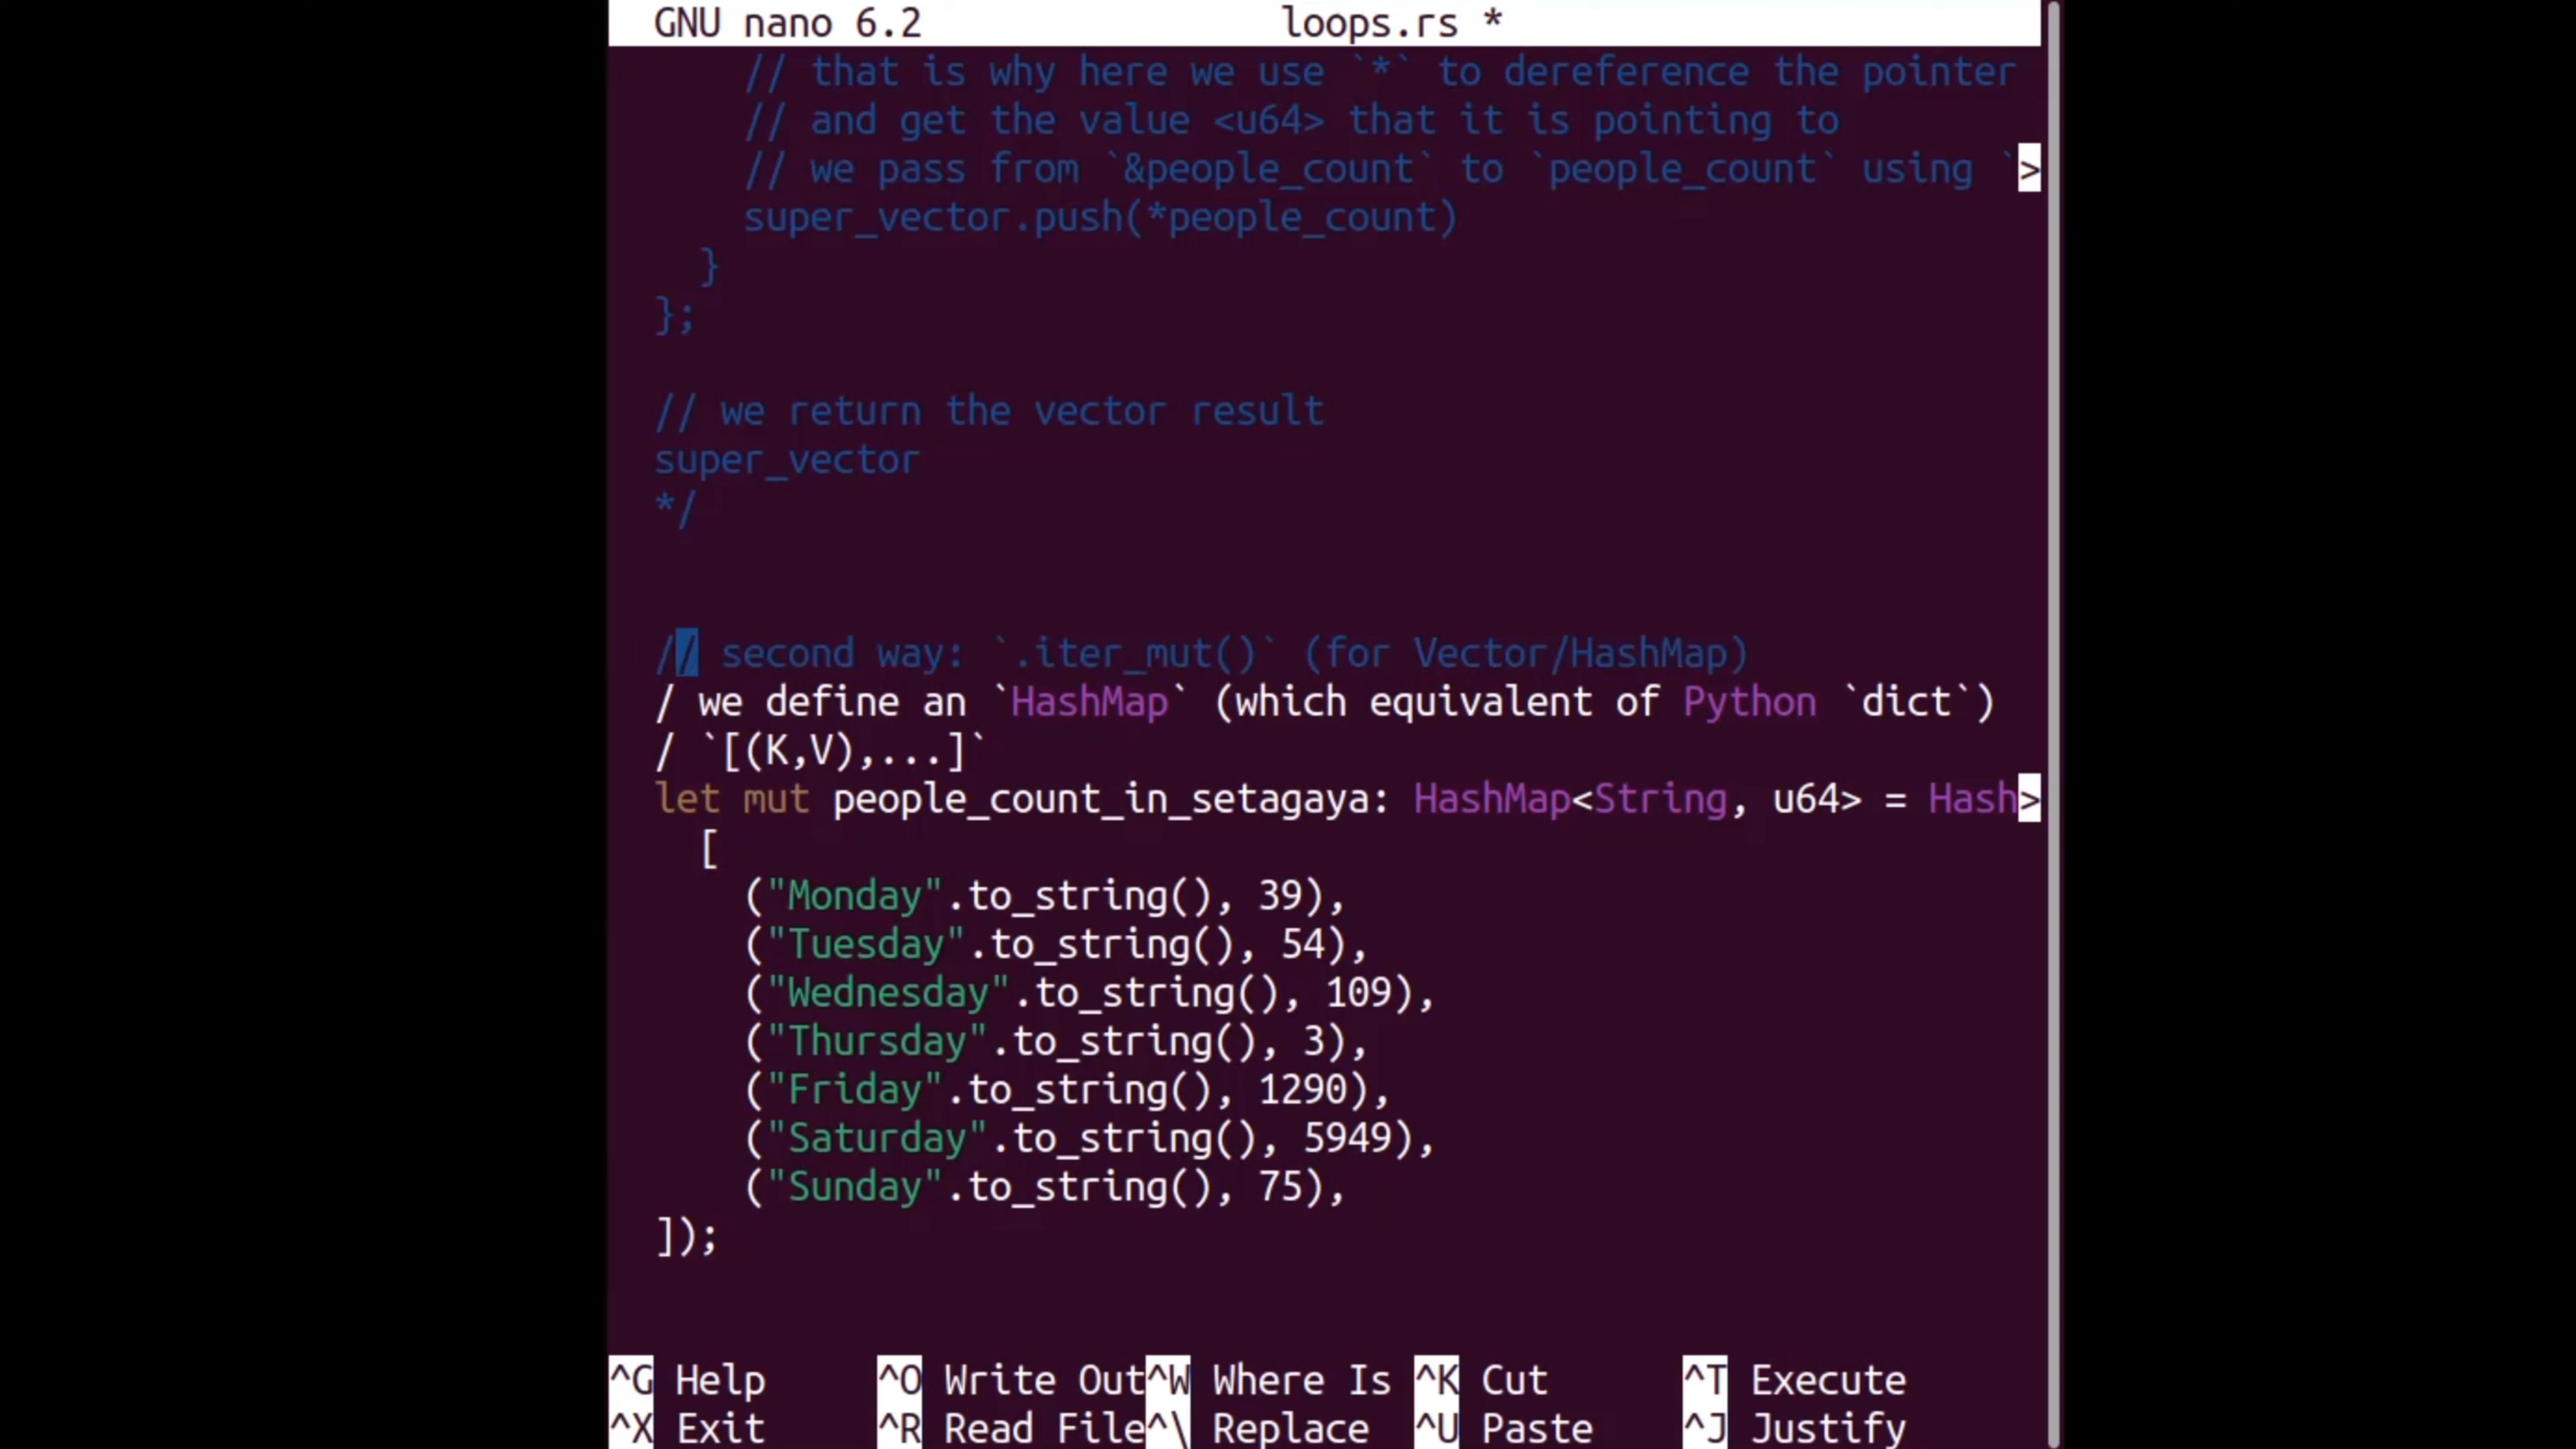 GNU nano 6.2 loops.rs *
// that is why here we use `*` to dereference the pointer
// and get the value <u64> that it is pointing to
// we pass from `&people_count` to `people_count` using `>
super_vector.push(*people_count)
}
};
// we return the vector result
super_vector
*/
// second way: `.iter_mut()` (for Vector/HashMap)
/ we define an `HashMap` (which equivalent of Python `dict`)
/ `[(K,V),...]`
let mut people_count_in_setagaya: HashMap<String, u64> = Hash>
[
("Monday".to_string(), 39),
("Tuesday".to_string(), 54),
("Wednesday".to_string(), 109),
("Thursday".to_string(), 3),
("Friday".to_string(), 1290),
("Saturday".to_string(), 5949),
("Sunday".to_string(), 75),
]);
^G Help ^O Write Out ^W Where Is ^K Cut ^T Execute
^X Exit ^R Read File ^\ Replace ^U Paste ^J Justify